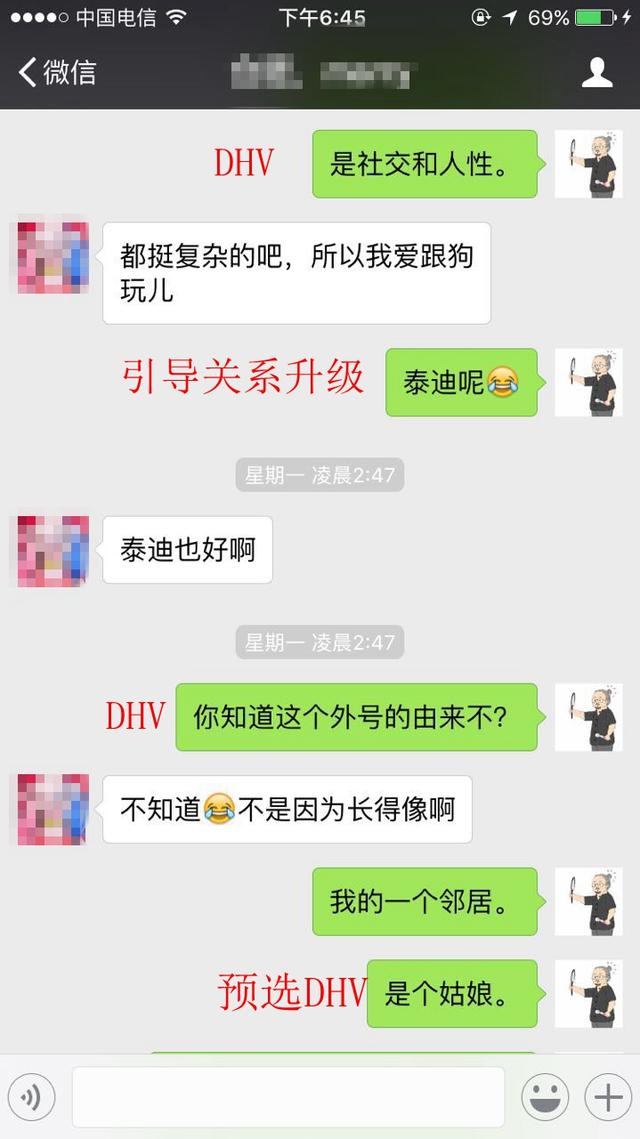 中国电信 下午6:45 69%
微信
DHV 是社交和人性。
都挺复杂的吧，所以我爱跟狗
玩儿
引导关系升级 泰迪呢😂
星期一 凌晨2:47
泰迪也好啊
星期一 凌晨2:47
DHV 你知道这个外号的由来不？
不知道😂不是因为长得像啊
我的一个邻居。
预选DHV 是个姑娘。